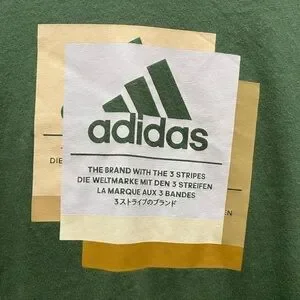 adidas
THE BRAND WITH THE 3 STRIPES
DIE WELTMARKE MIT DEN 3 STREIFEN
LA MARQUE AUX 3 BANDES
3ストライプのブランド
DIE